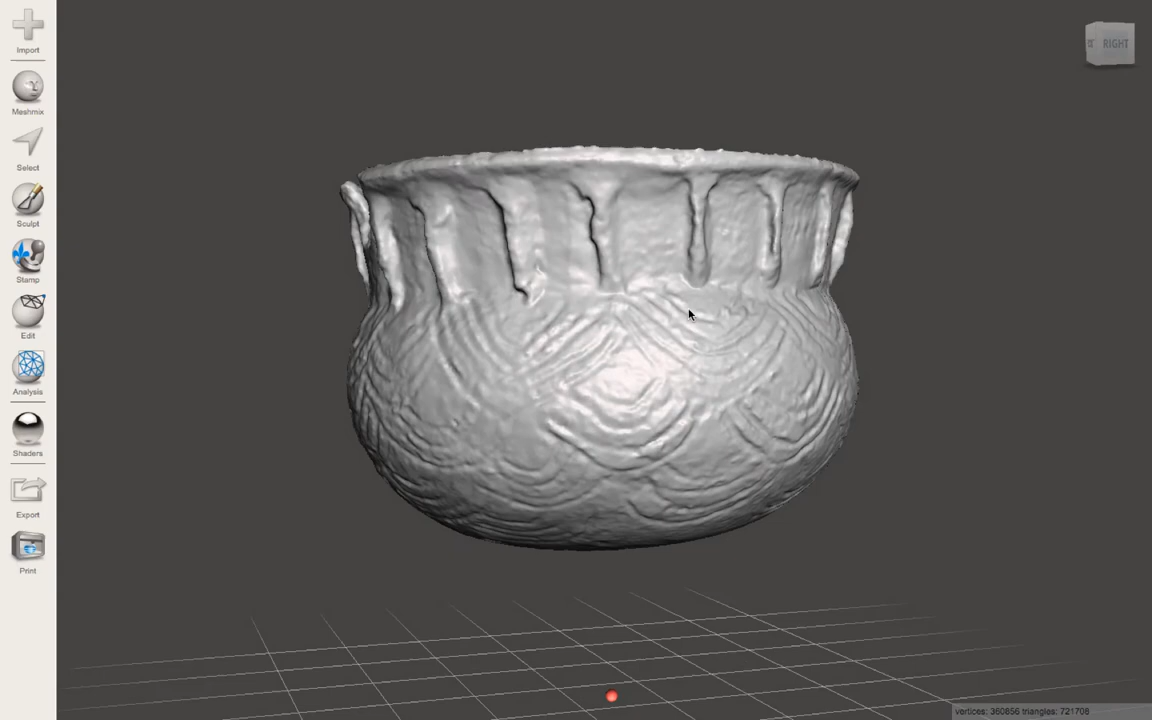 Import
RIGHT
Meshmix
Select
Sculpt
Stamp
Edit
Analysis
Shaders
Export
Print
vertices: 360856 triangles: 721708